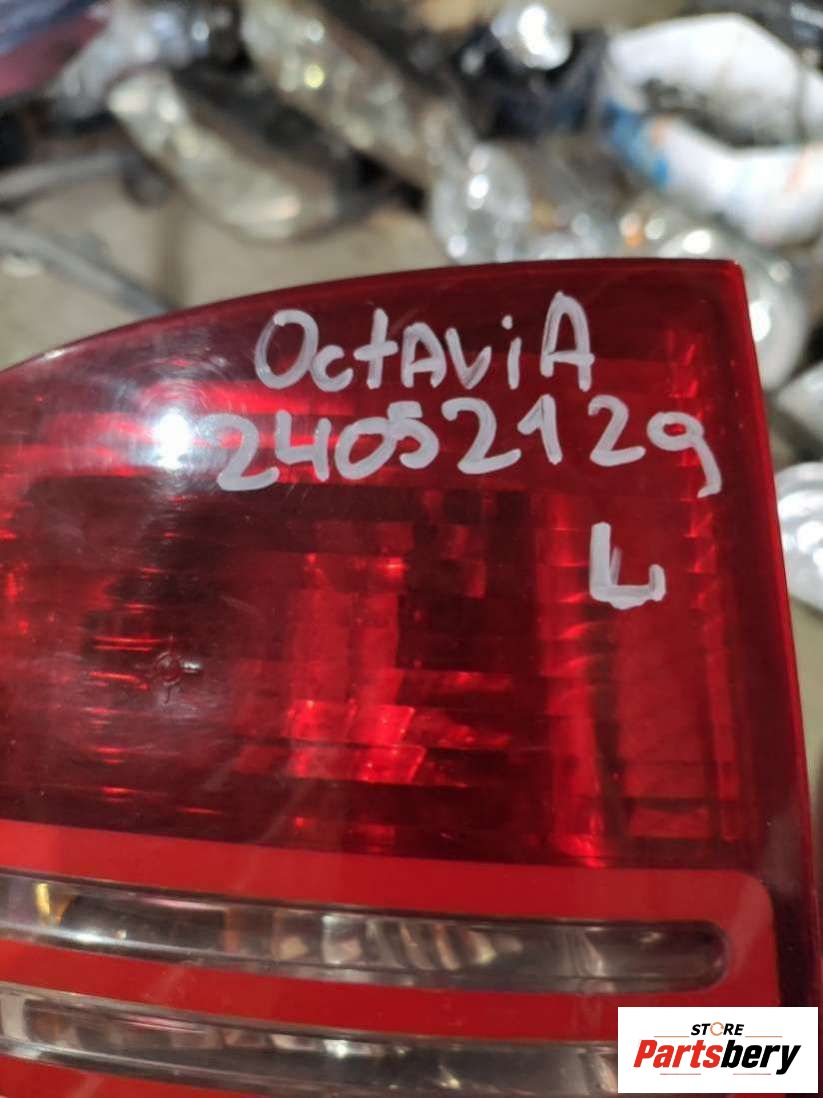 OctAviA
24052129
L
STORE
Partsbery